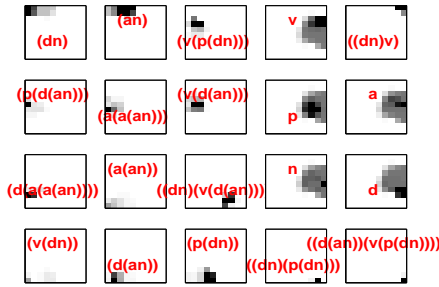 (dn) (an) (v(p(dn))) v ((dn)v)
(p(d(an))) (a(a(an))) (v(d(an))) p a
(d(a(a(an)))) (a(an)) ((dn)(v(d(an))) n d
(v(dn)) (d(an)) (p(dn)) ((dn)(p(dn))) ((d(an))(v(p(dn))))